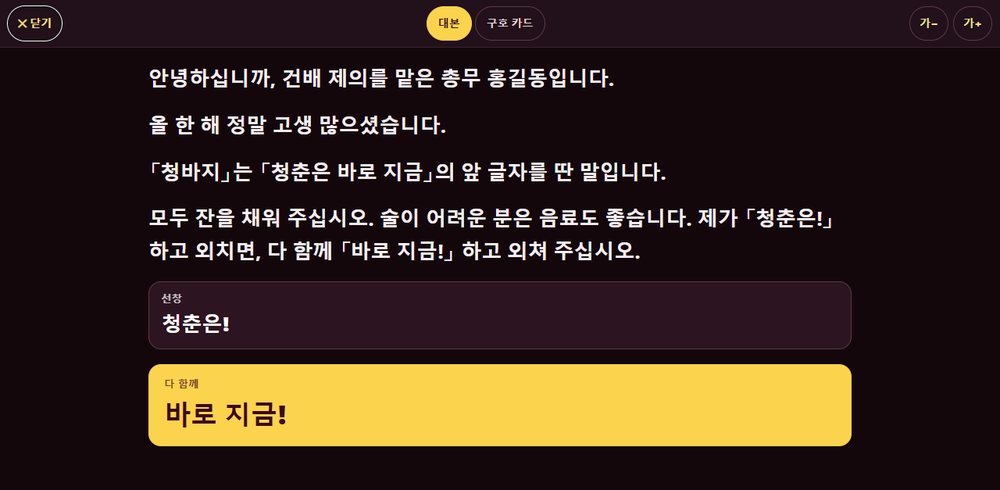 ✕ 닫기
대본
구호 카드
가−
가+
안녕하십니까, 건배 제의를 맡은 총무 홍길동입니다.
올 한 해 정말 고생 많으셨습니다.
「청바지」는 「청춘은 바로 지금」의 앞 글자를 딴 말입니다.
모두 잔을 채워 주십시오. 술이 어려운 분은 음료도 좋습니다. 제가 「청춘은!」
하고 외치면, 다 함께 「바로 지금!」 하고 외쳐 주십시오.
선창
청춘은!
다 함께
바로 지금!